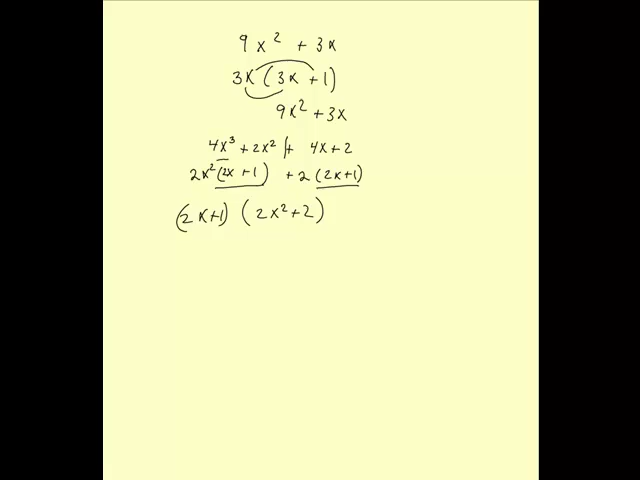 9x² + 3x
3x (3x + 1)
9x² + 3x
4x³ + 2x² + 4x + 2
2x² (2x + 1) + 2 (2x + 1)
(2x + 1) (2x² + 2)